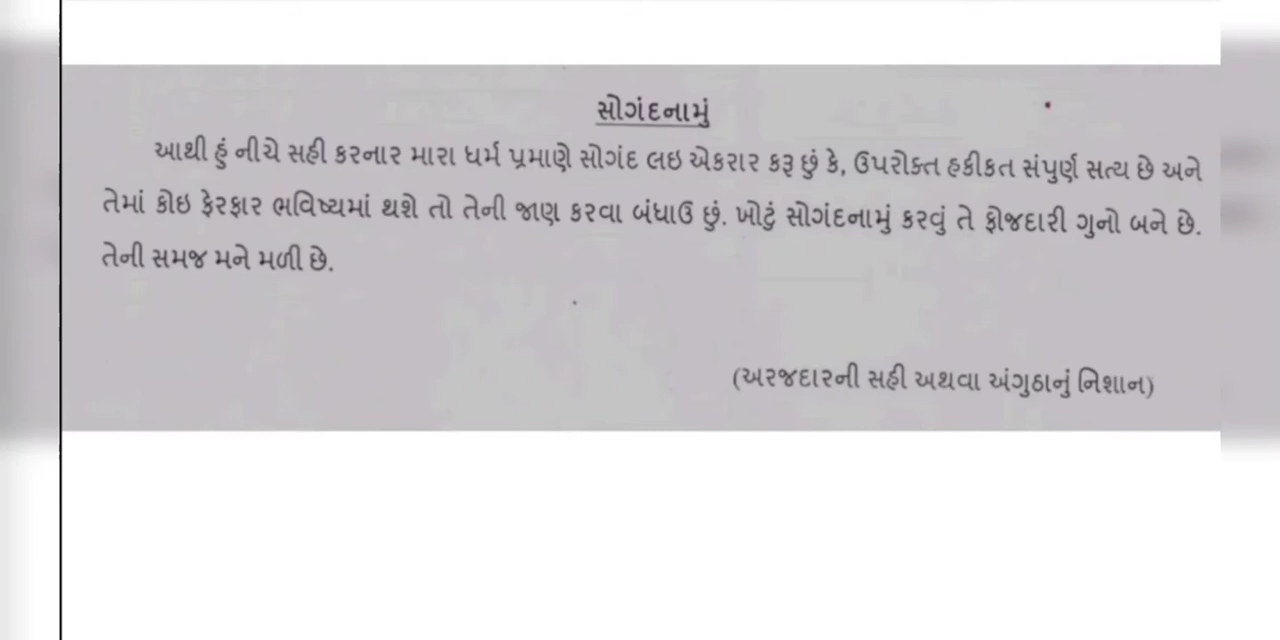 સોગંદનામું
આથી હું નીચે સહી કરનાર મારા ધર્મ પ્રમાણે સોગંદ લઇ એકરાર કરૂ છું કે, ઉપરોક્ત હકીકત સંપુર્ણ સત્ય છે અને
તેમાં કોઇ ફેરફાર ભવિષ્યમાં થશે તો તેની જાણ કરવા બંધાઉ છું. ખોટું સોગંદનામું કરવું તે ફોજદારી ગુનો બને છે.
તેની સમજ મને મળી છે.
(અરજદારની સહી અથવા અંગુઠાનું નિશાન)